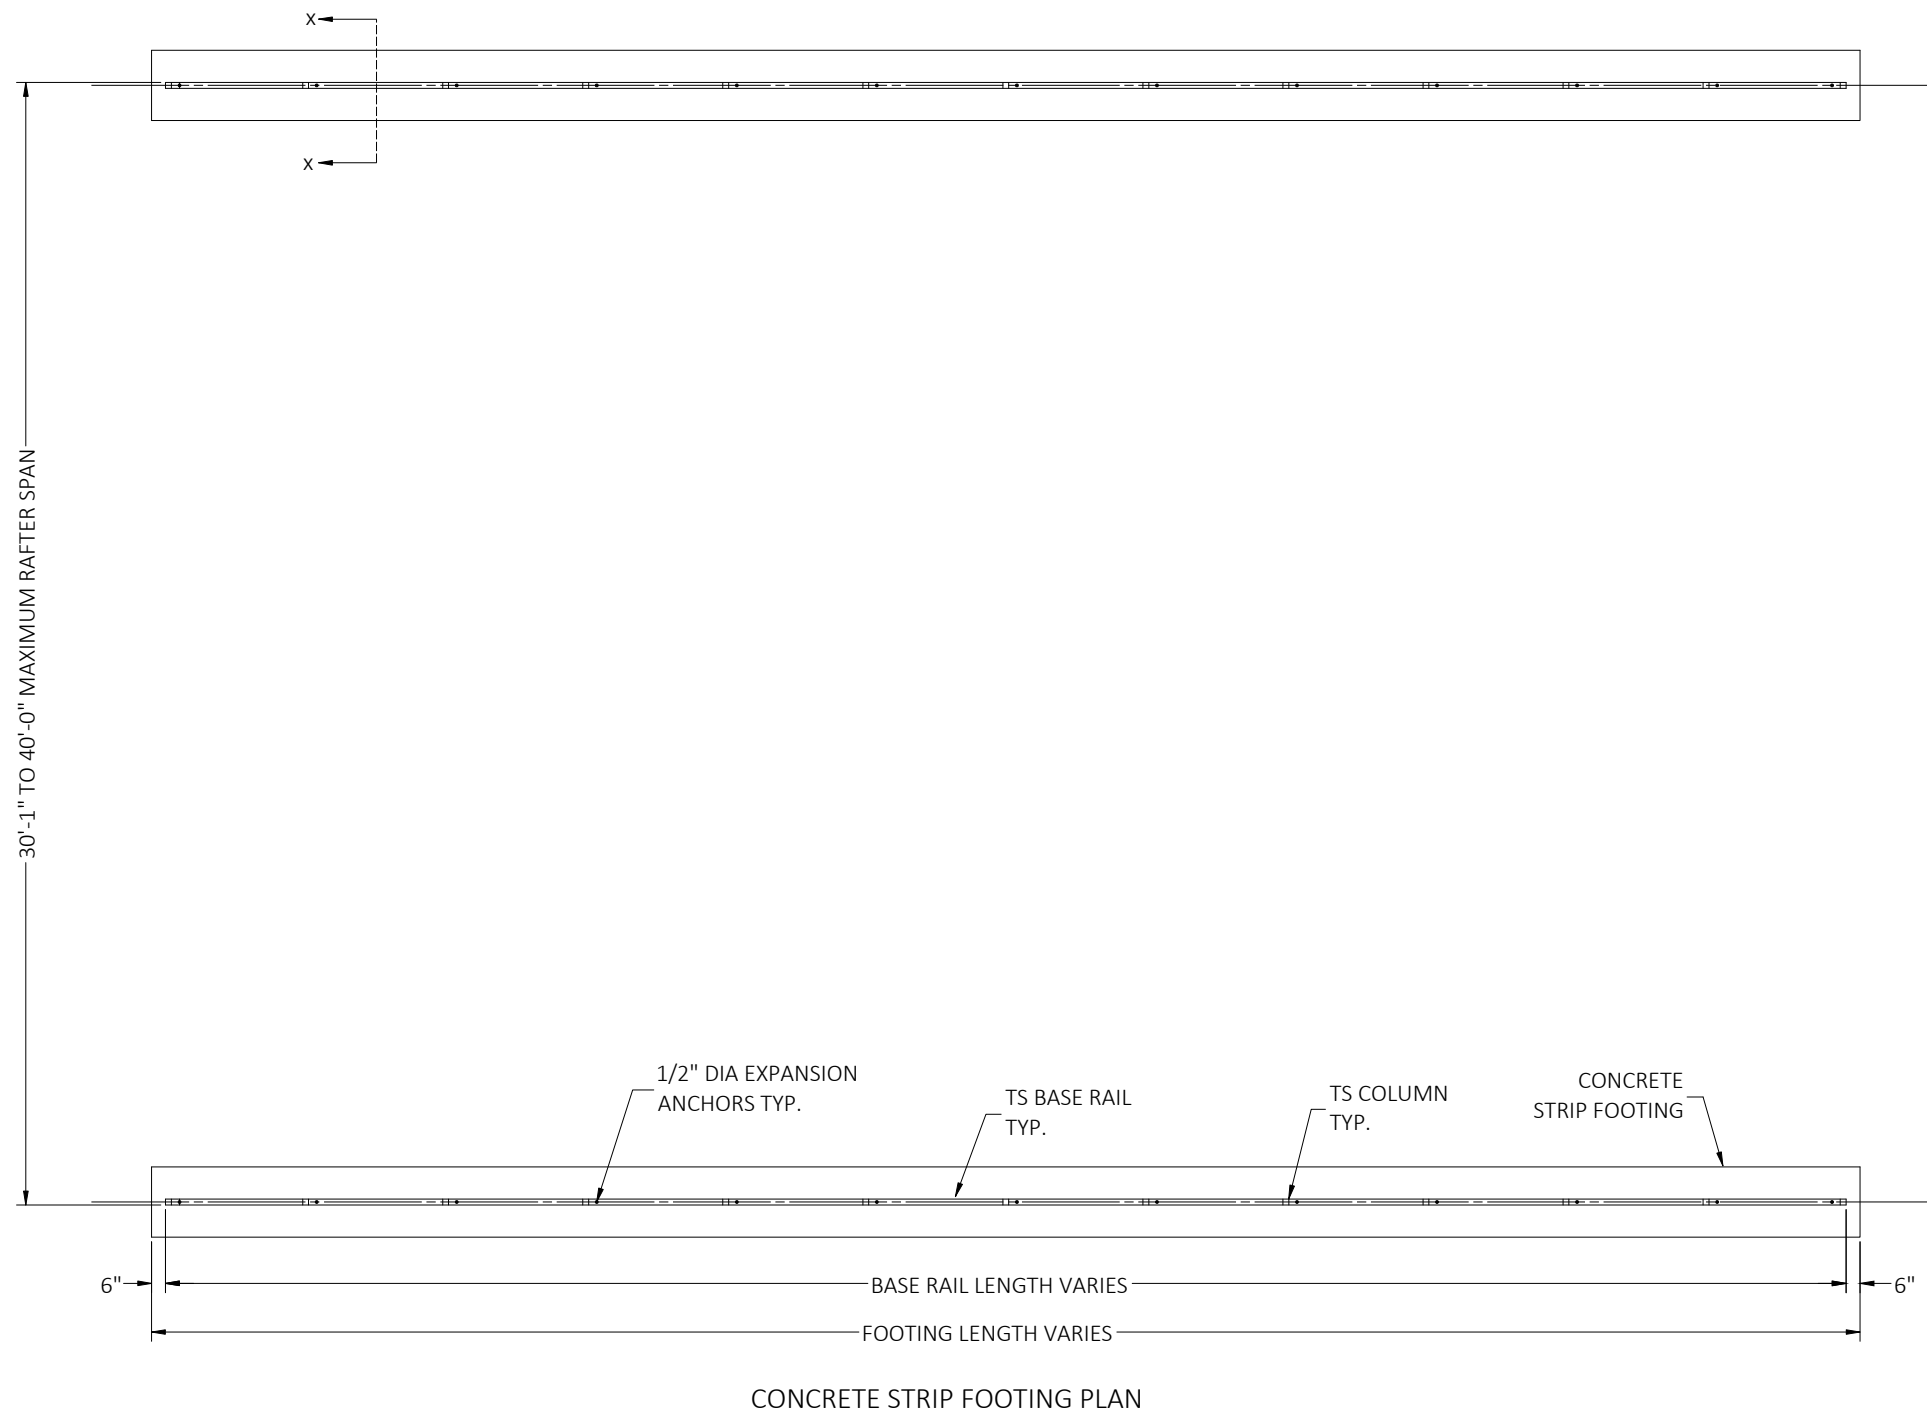 X
X
30'-1" TO 40'-0" MAXIMUM RAFTER SPAN
1/2" DIA EXPANSION
ANCHORS TYP.
TS BASE RAIL
TYP.
TS COLUMN
TYP.
CONCRETE
STRIP FOOTING
6"
BASE RAIL LENGTH VARIES
6"
FOOTING LENGTH VARIES
CONCRETE STRIP FOOTING PLAN